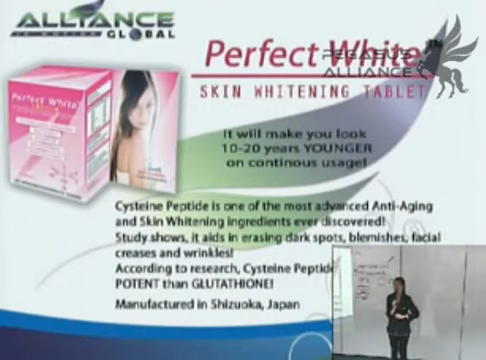 ALLIANCE
IN MOTION GLOBAL
Perfect White
PEGASUS
ALLIANCE
SKIN WHITENING TABLET
Perfect White
It will make you look
10-20 years YOUNGER
on continous usage!
Cysteine Peptide is one of the most advanced Anti-Aging
and Skin Whitening ingredients ever discovered!
Study shows, it aids in erasing dark spots, blemishes, facial
creases and wrinkles!
According to research, Cysteine Peptide
POTENT than GLUTATHIONE!
Manufactured in Shizuoka, Japan